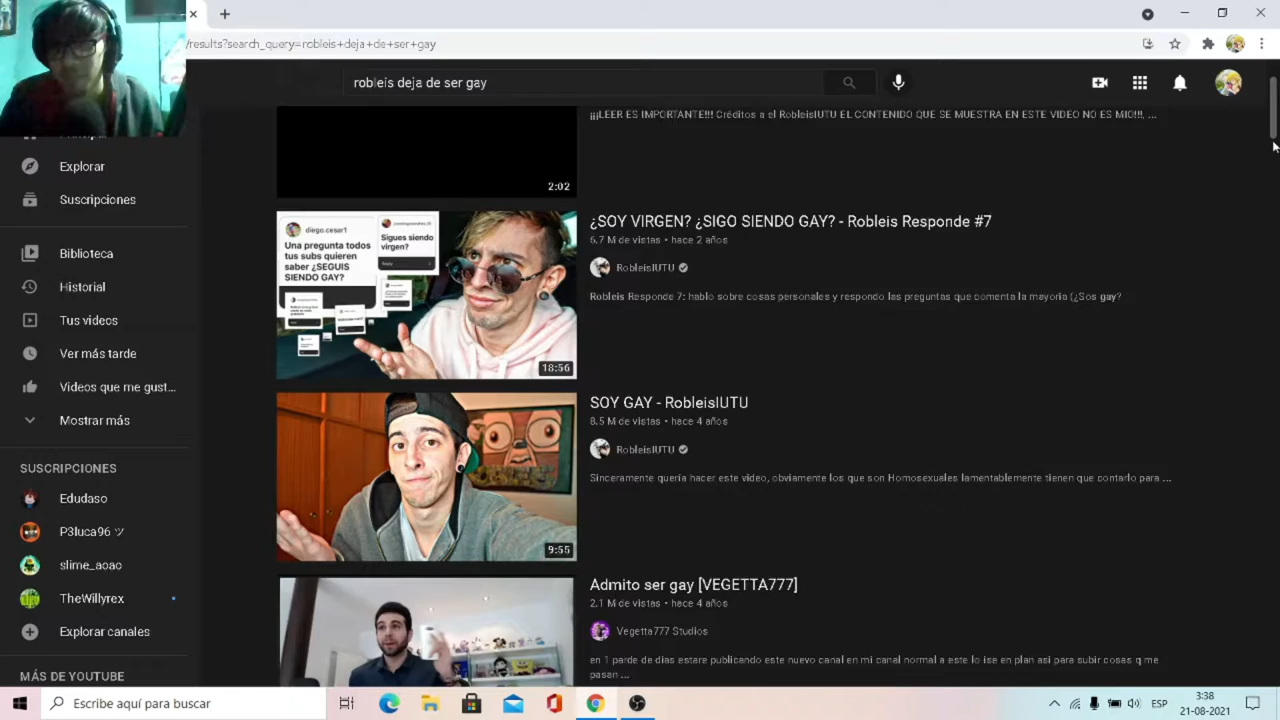 /results?search_query=robleis+deja+de+ser+gay
robleis deja de ser gay
Explorar
Suscripciones
Biblioteca
Historial
Tus videos
Ver más tarde
Videos que me gust...
Mostrar más
SUSCRIPCIONES
Edudaso
P3luca96 ツ
slime_aoao
TheWillyrex
Explorar canales
MÁS DE YOUTUBE
¡¡¡LEER ES IMPORTANTE!!! Créditos a el RobleisIUTU EL CONTENIDO QUE SE MUESTRA EN ESTE VIDEO NO ES MIO!!!, ...
2:02
diego.cesar1
Una pregunta todos
tus subs quieren
saber ¿SEGUIS
SIENDO GAY?
Sigues siendo
virgen?
18:56
¿SOY VIRGEN? ¿SIGO SIENDO GAY? - Robleis Responde #7
6.7 M de vistas • hace 2 años
RobleisIUTU
Robleis Responde 7: hablo sobre cosas personales y respondo las preguntas que comenta la mayoria (¿Sos gay?
9:55
SOY GAY - RobleisIUTU
8.5 M de vistas • hace 4 años
RobleisIUTU
Sinceramente quería hacer este video, obviamente los que son Homosexuales lamentablemente tienen que contarlo para ...
Admito ser gay [VEGETTA777]
2.1 M de vistas • hace 4 años
Vegetta777 Studios
en 1 parde de dias estare publicando este nuevo canal en mi canal normal a este lo ise en plan asi para subir cosas q me
pasan ...
Escribe aquí para buscar
ESP
3:38
21-08-2021